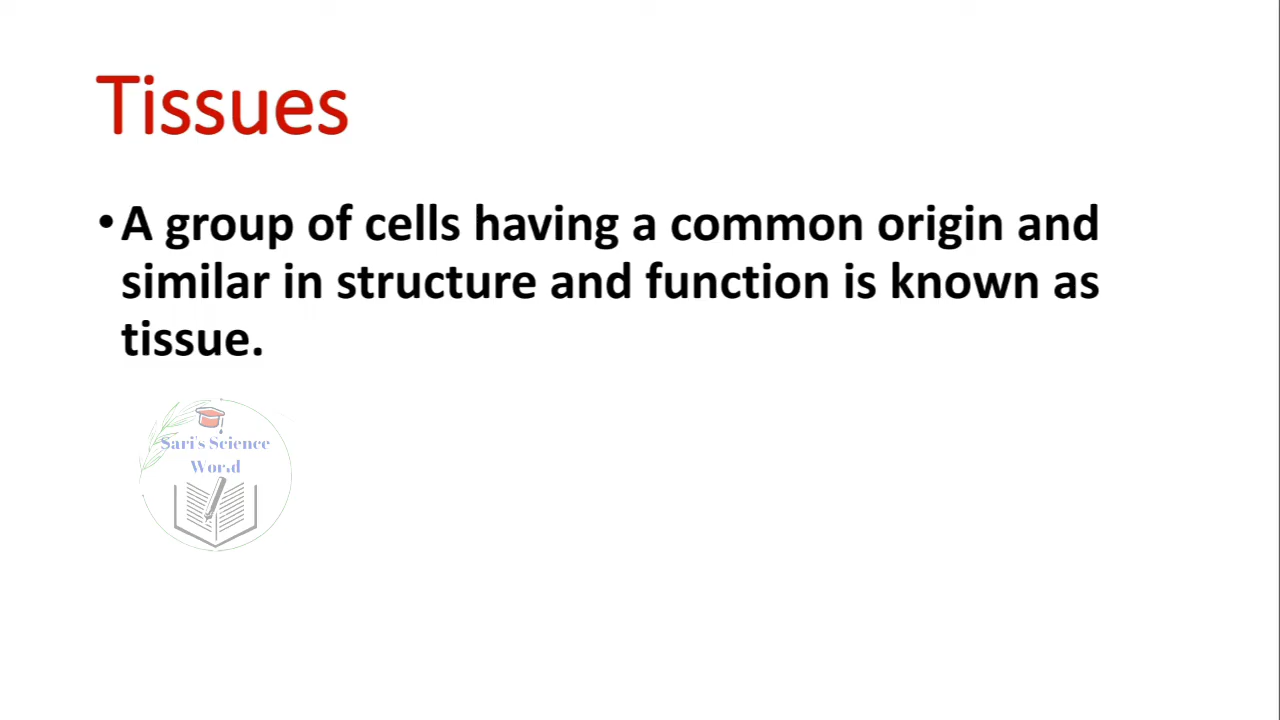 Tissues
•A group of cells having a common origin and
similar in structure and function is known as
tissue.
Sari's Science
World